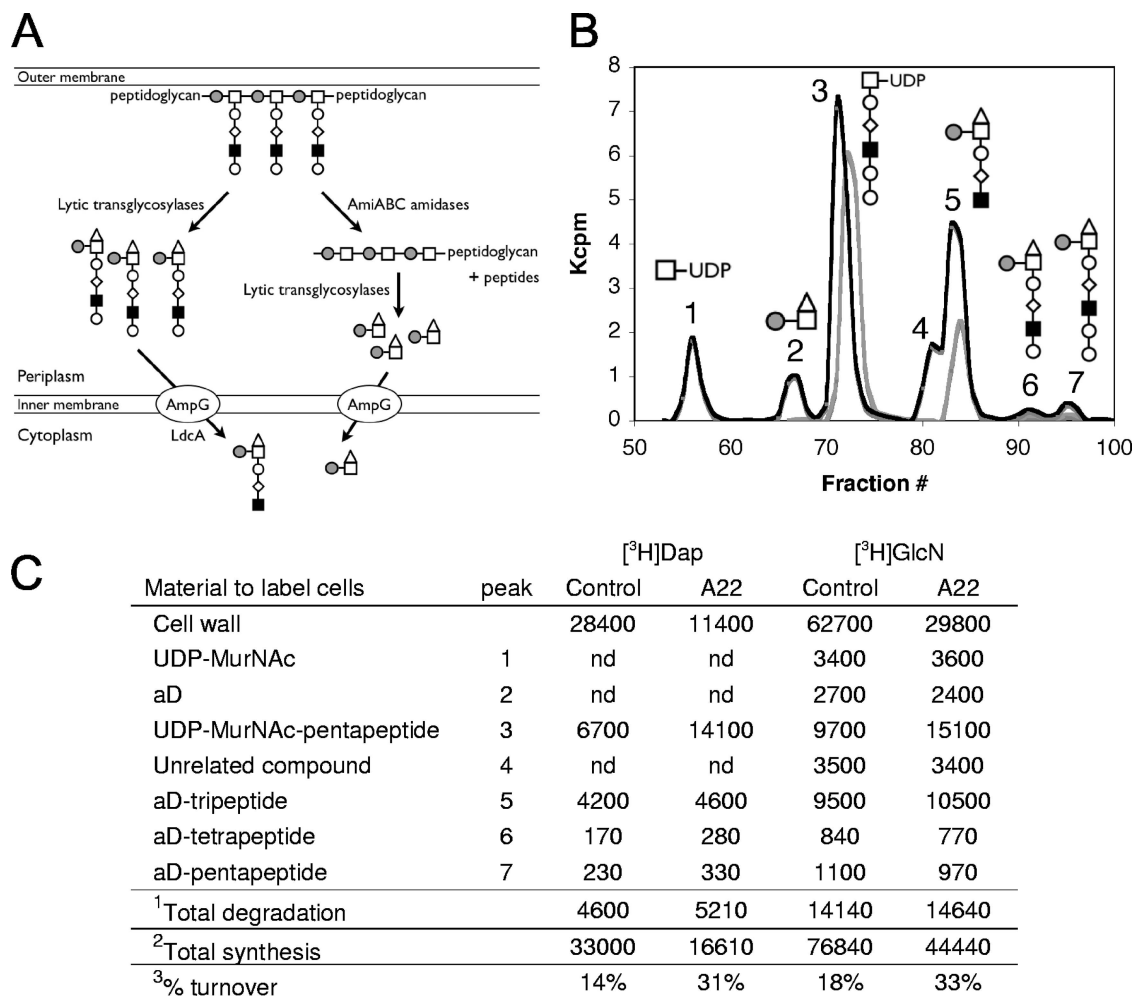 A
Outer membrane
peptidoglycan
peptidoglycan
Lytic transglycosylases
AmiABC amidases
peptidoglycan
+ peptides
Lytic transglycosylases
Periplasm
Inner membrane
AmpG
AmpG
Cytoplasm
LdcA
B
Kcpm
8
7
6
5
4
3
2
1
0
50 60 70 80 90 100
Fraction #
UDP
1
2
3
UDP
4
5
6
7
C
[³H]Dap [³H]GlcN
Material to label cells peak Control A22 Control A22
Cell wall 28400 11400 62700 29800
UDP-MurNAc 1 nd nd 3400 3600
aD 2 nd nd 2700 2400
UDP-MurNAc-pentapeptide 3 6700 14100 9700 15100
Unrelated compound 4 nd nd 3500 3400
aD-tripeptide 5 4200 4600 9500 10500
aD-tetrapeptide 6 170 280 840 770
aD-pentapeptide 7 230 330 1100 970
¹Total degradation 4600 5210 14140 14640
²Total synthesis 33000 16610 76840 44440
³% turnover 14% 31% 18% 33%